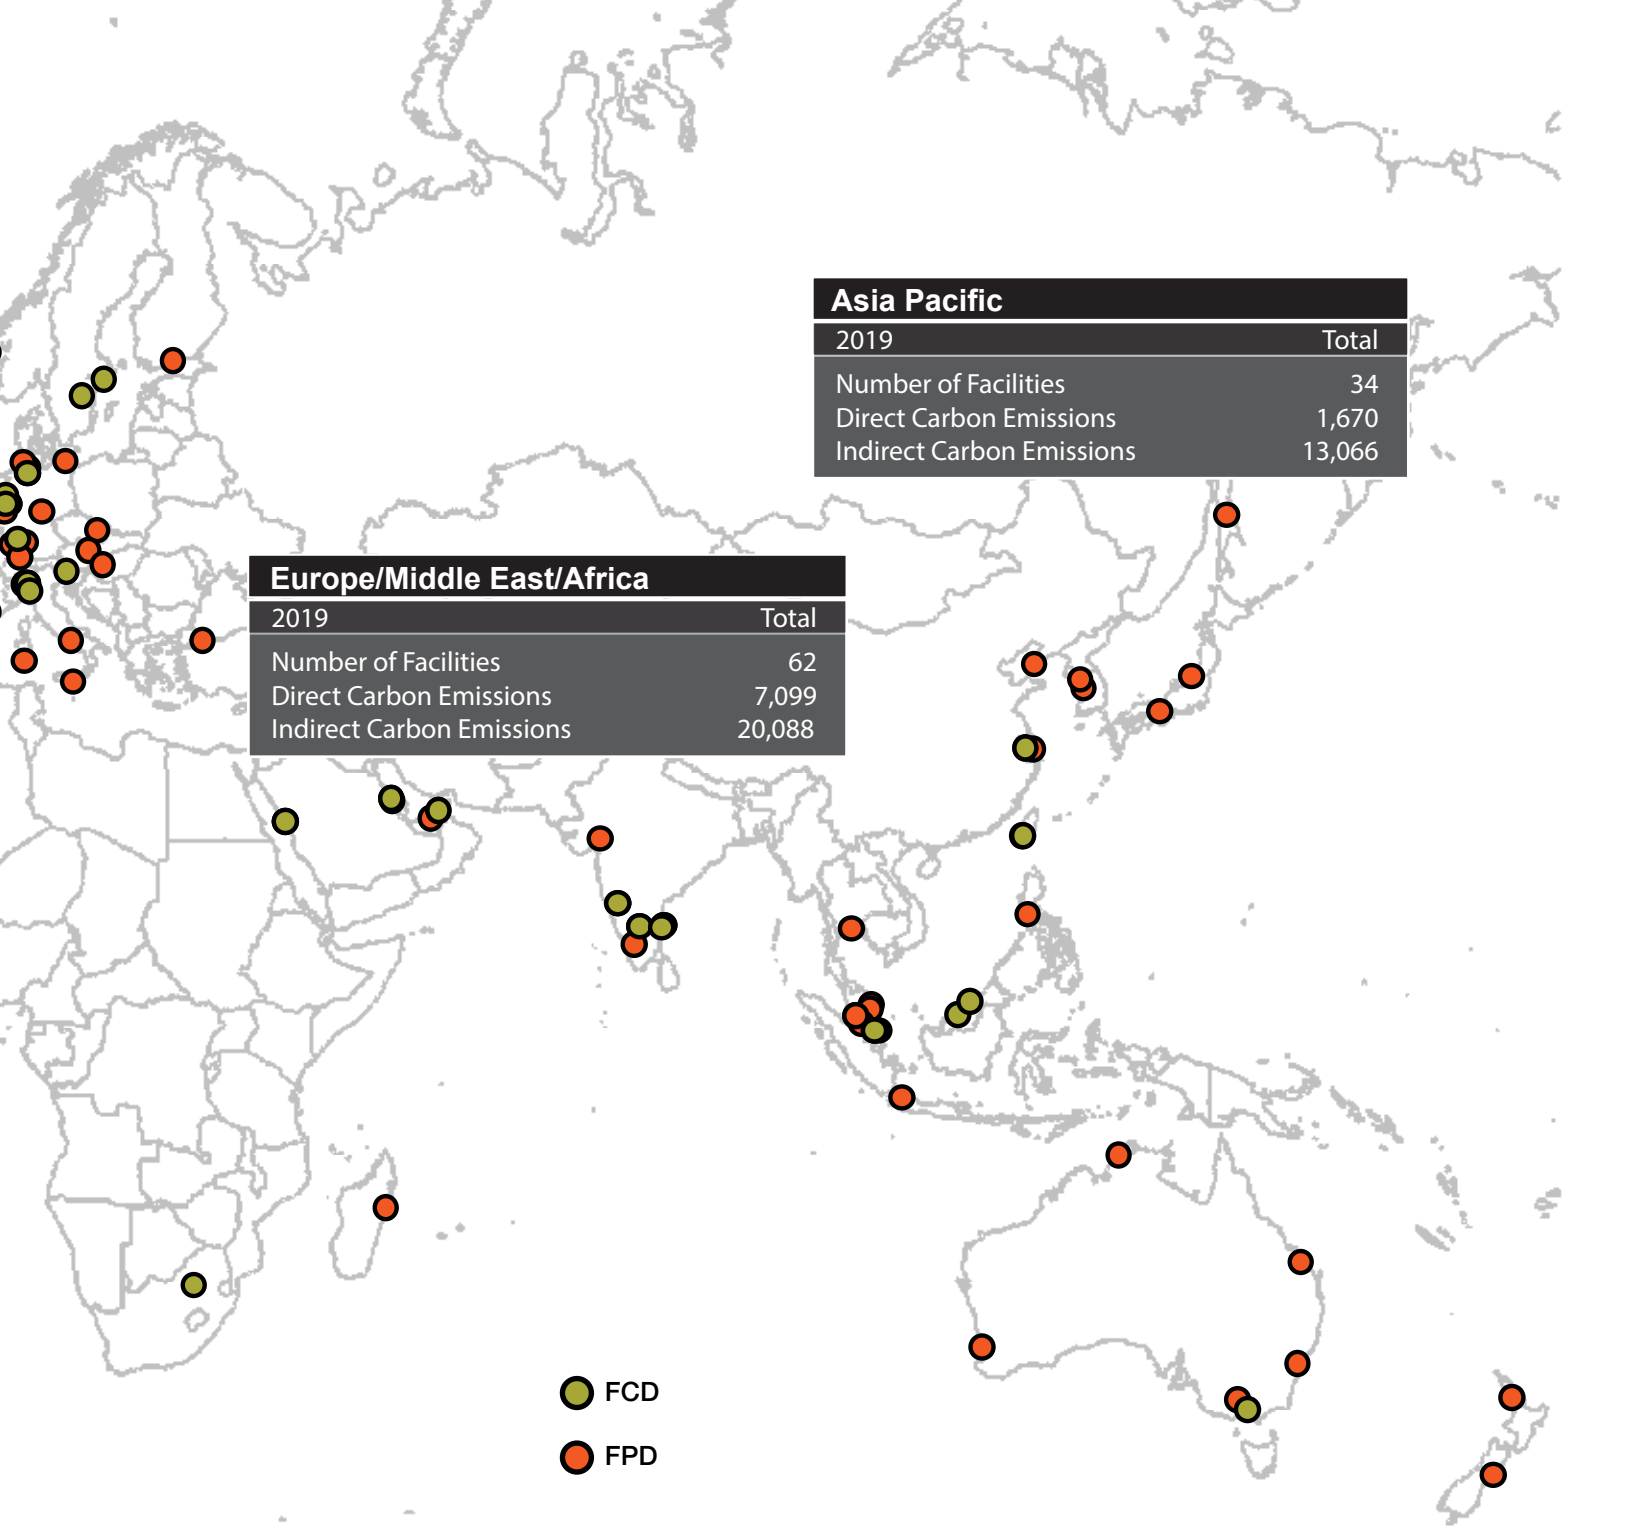 Asia Pacific
2019 Total
Number of Facilities 34
Direct Carbon Emissions 1,670
Indirect Carbon Emissions 13,066
Europe/Middle East/Africa
2019 Total
Number of Facilities 62
Direct Carbon Emissions 7,099
Indirect Carbon Emissions 20,088
FCD
FPD